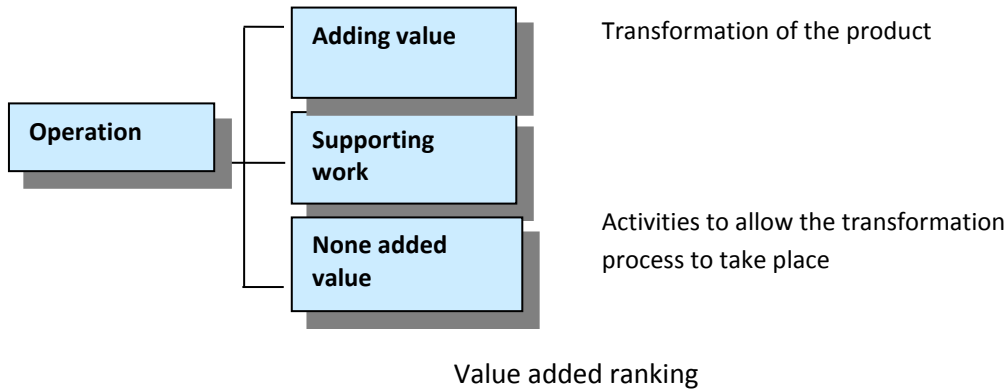 Adding value
Transformation of the product
Operation
Supporting
work
None added
value
Activities to allow the transformation
process to take place
Value added ranking